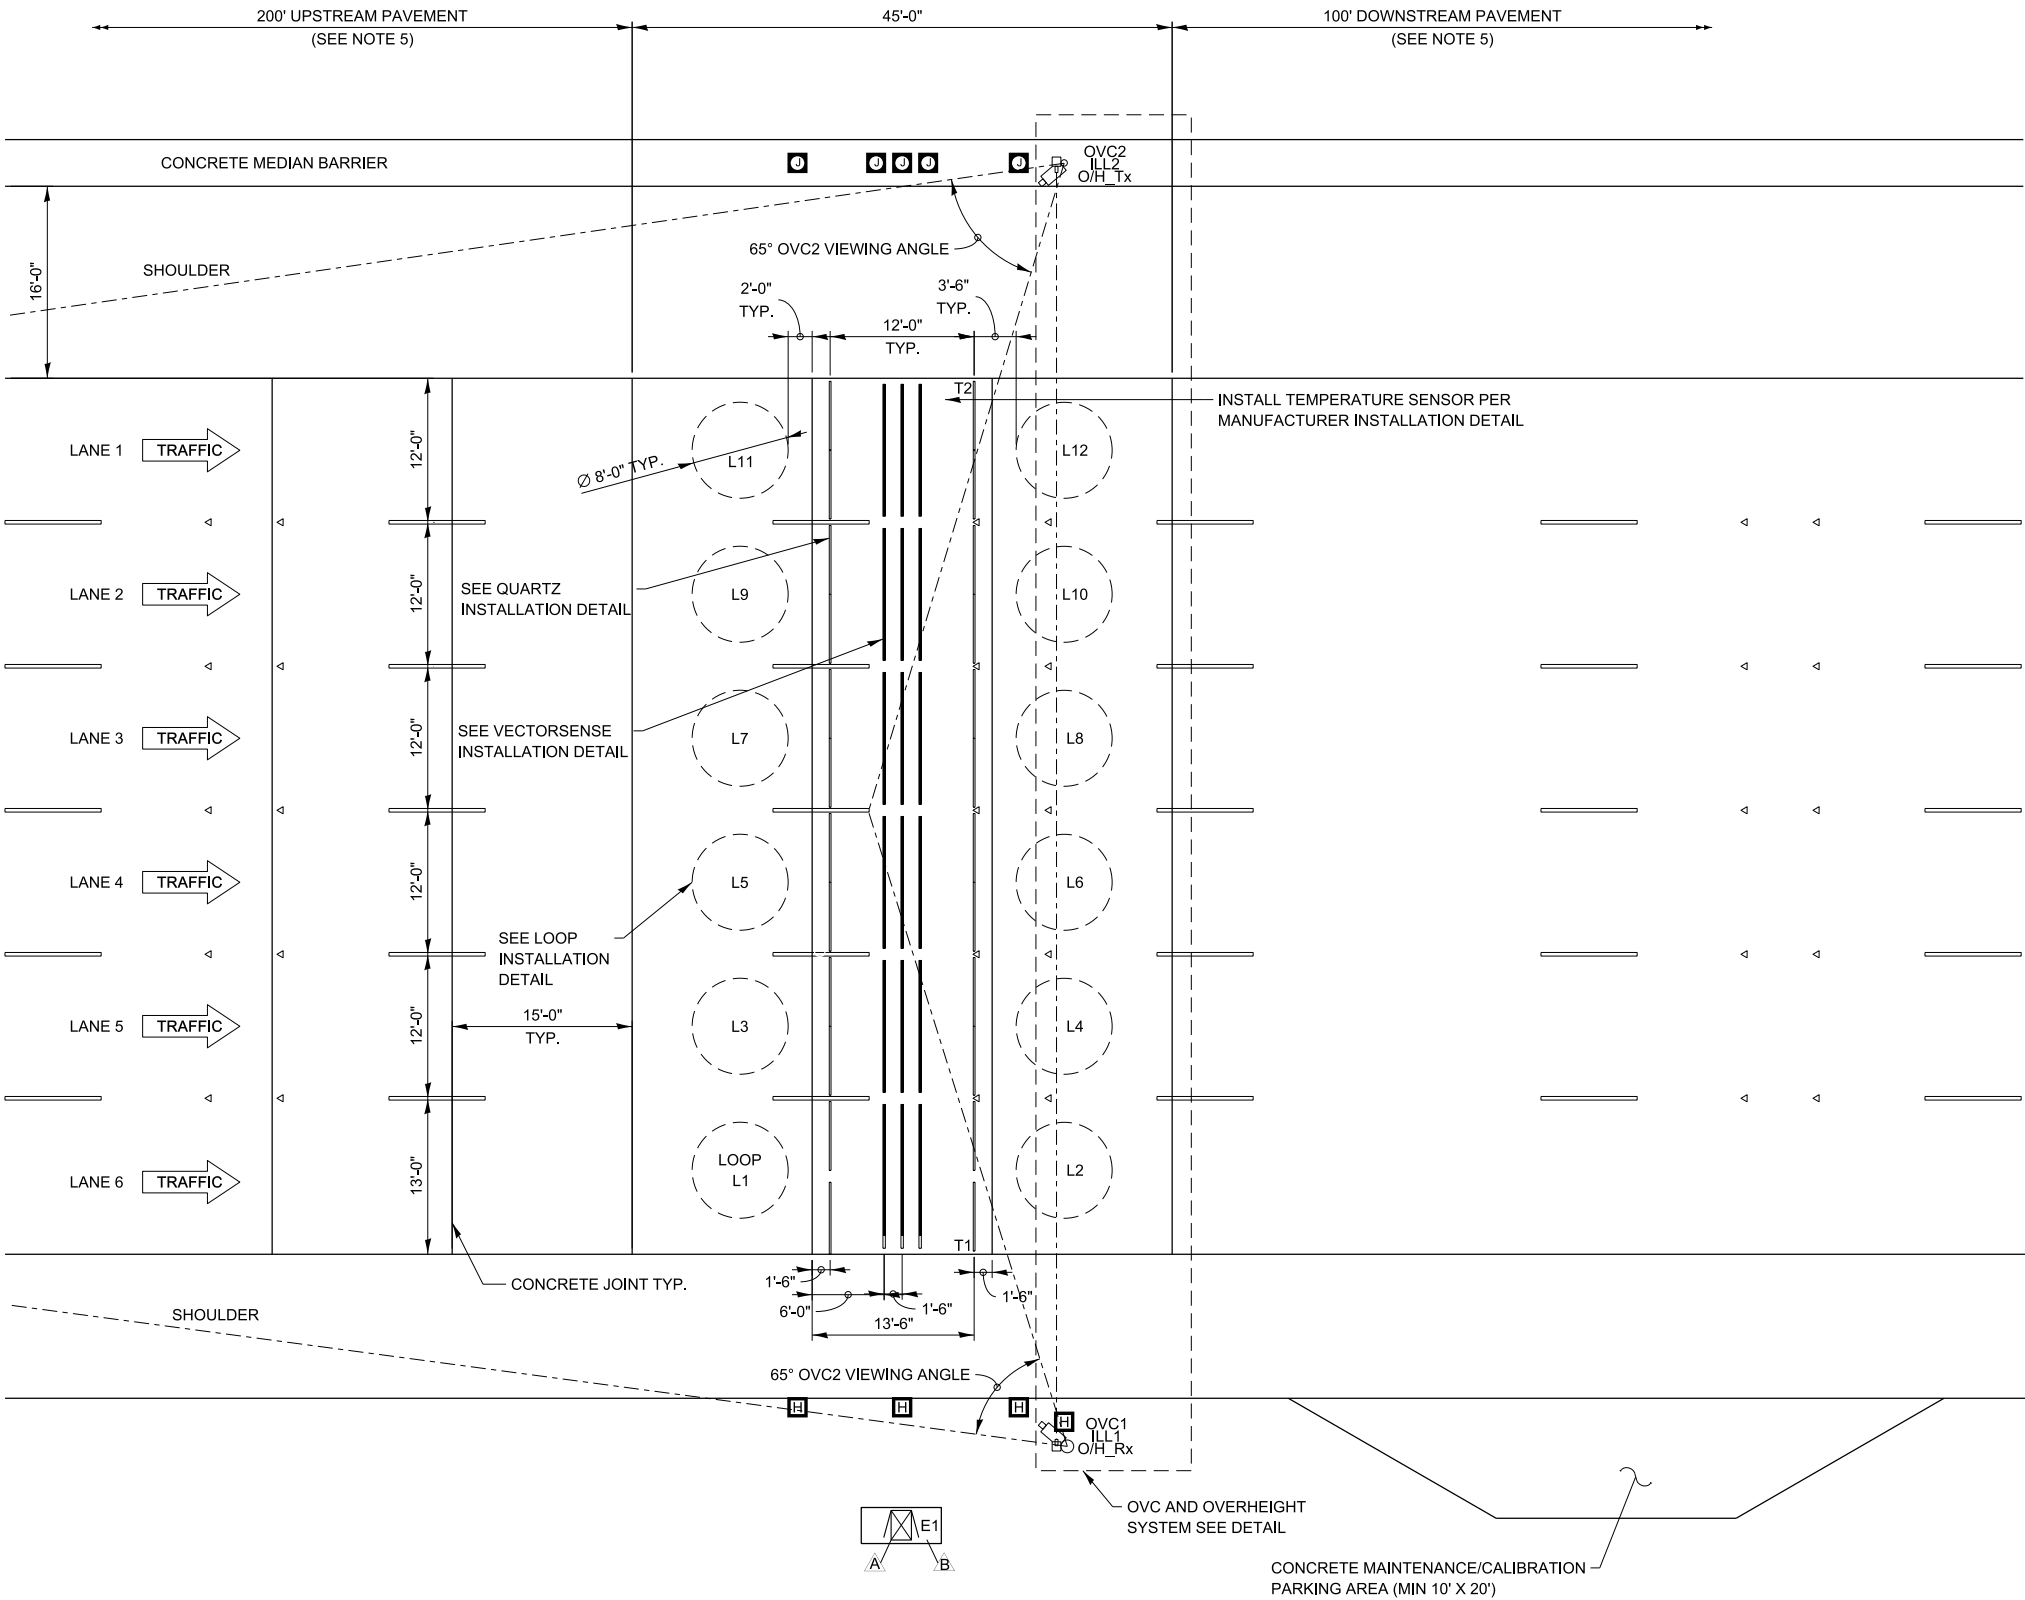 200' UPSTREAM PAVEMENT
(SEE NOTE 5)
45'-0"
100' DOWNSTREAM PAVEMENT
(SEE NOTE 5)
CONCRETE MEDIAN BARRIER
J
J
J
J
J
OVC2
ILL2
O/H_Tx
16'-0"
65° OVC2 VIEWING ANGLE
SHOULDER
2'-0"
TYP.
3'-6"
TYP.
12'-0"
TYP.
T2
INSTALL TEMPERATURE SENSOR PER
MANUFACTURER INSTALLATION DETAIL
LANE 1
TRAFFIC
12'-0"
Ø 8'-0" TYP.
L11
L12
LANE 2
TRAFFIC
12'-0"
SEE QUARTZ
INSTALLATION DETAIL
L9
L10
LANE 3
TRAFFIC
12'-0"
SEE VECTORSENSE
INSTALLATION DETAIL
L7
L8
LANE 4
TRAFFIC
12'-0"
L5
L6
SEE LOOP
INSTALLATION
DETAIL
LANE 5
TRAFFIC
12'-0"
15'-0"
TYP.
L3
L4
LANE 6
TRAFFIC
13'-0"
LOOP
L1
L2
T1
CONCRETE JOINT TYP.
1'-6"
6'-0"
1'-6"
1'-6"
13'-6"
SHOULDER
65° OVC2 VIEWING ANGLE
H
H
H
H
OVC1
ILL1
O/H_Rx
E1
A
B
OVC AND OVERHEIGHT
SYSTEM SEE DETAIL
CONCRETE MAINTENANCE/CALIBRATION
PARKING AREA (MIN 10' X 20')